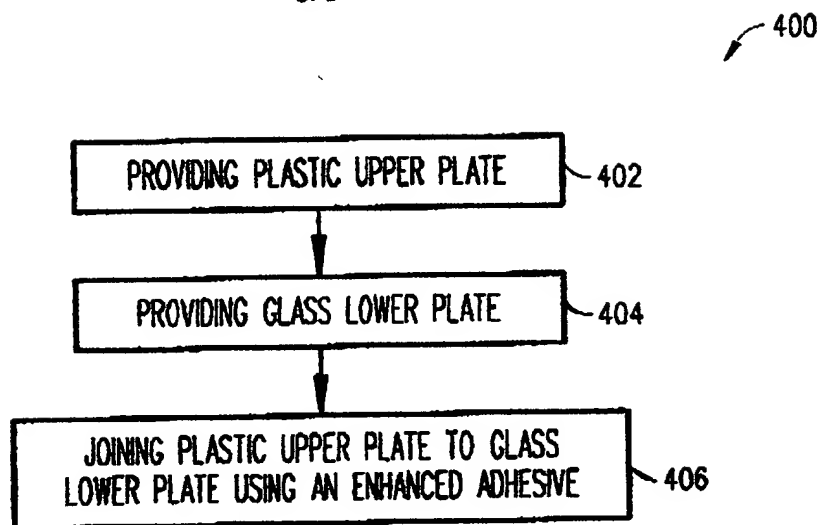 400
PROVIDING PLASTIC UPPER PLATE
402
PROVIDING GLASS LOWER PLATE
404
JOINING PLASTIC UPPER PLATE TO GLASS
LOWER PLATE USING AN ENHANCED ADHESIVE
406